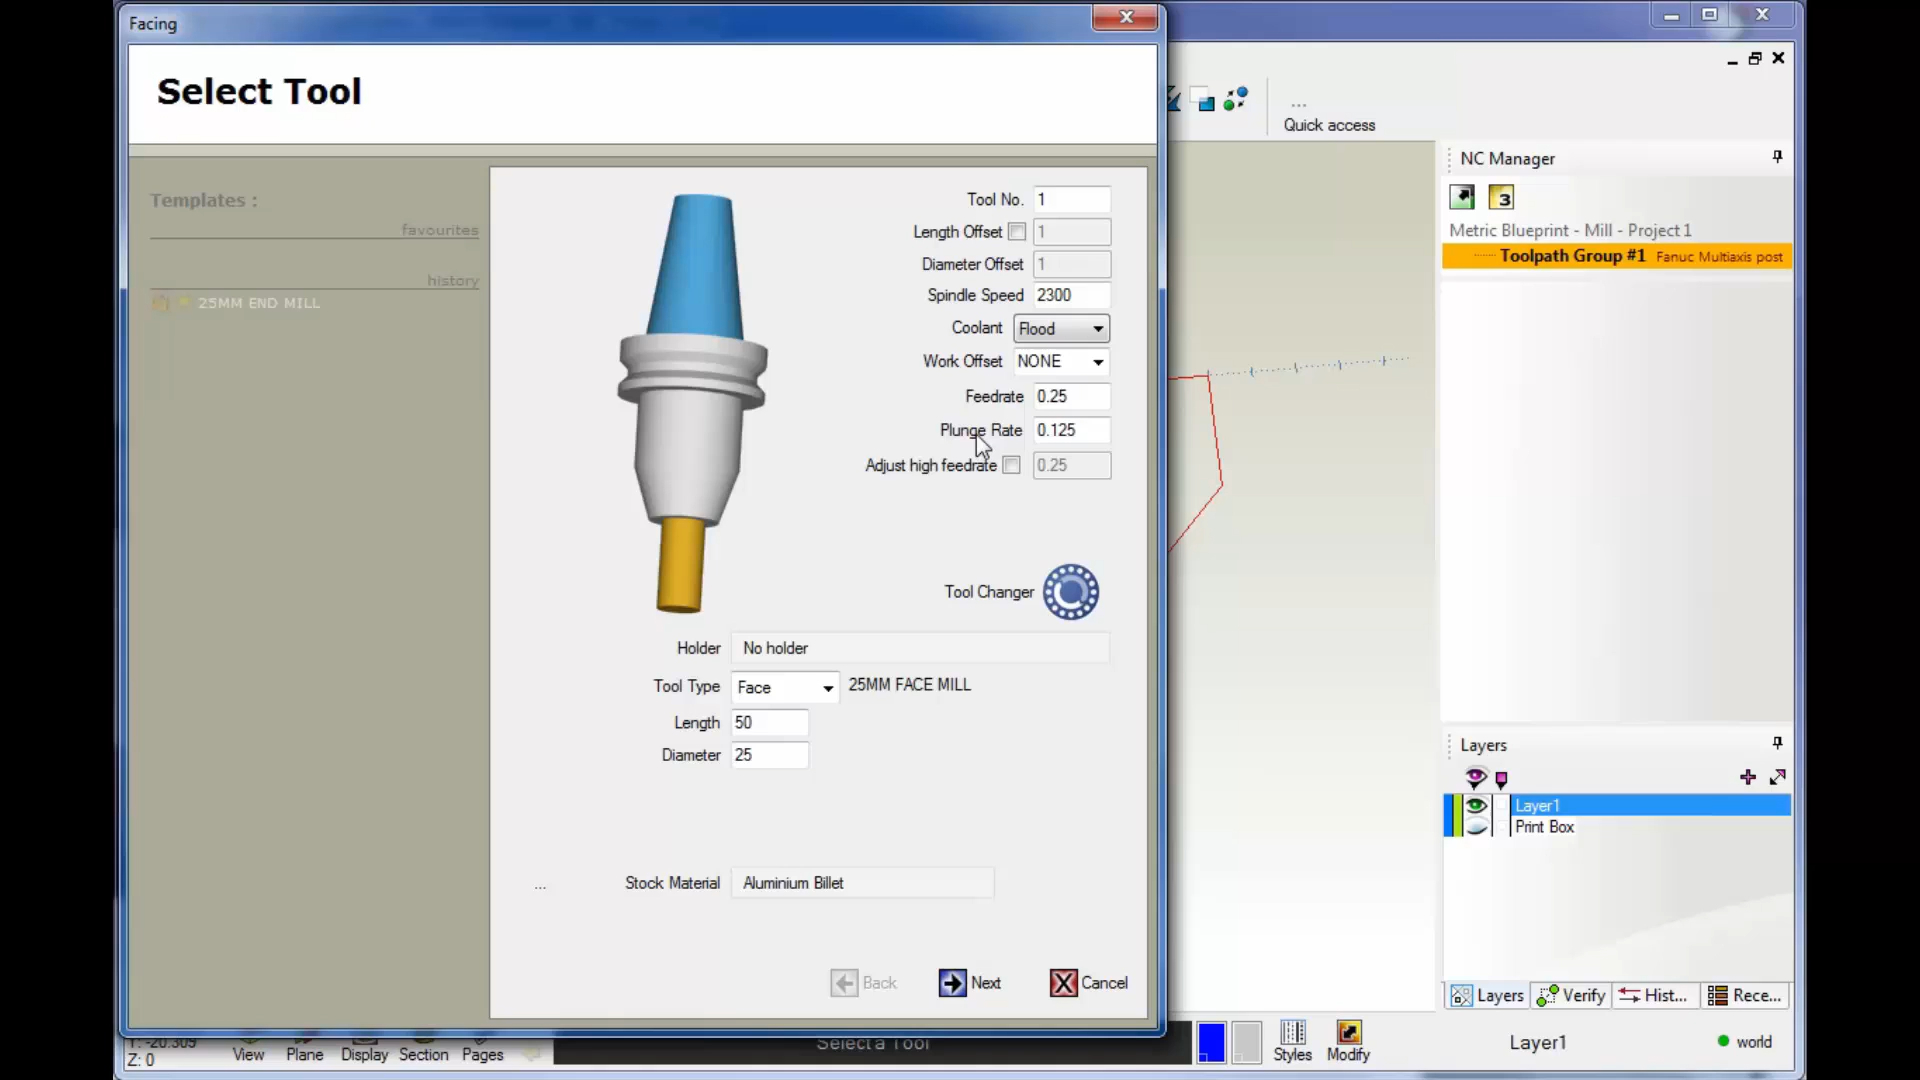 Facing
Select Tool
Templates :
favourites
history
25MM END MILL
Tool No. 1
Length Offset 1
Diameter Offset 1
Spindle Speed 2300
Coolant Flood
Work Offset NONE
Feedrate 0.25
Plunge Rate 0.125
Adjust high feedrate 0.25
Tool Changer
Holder No holder
Tool Type Face 25MM FACE MILL
Length 50
Diameter 25
... Stock Material Aluminium Billet
Back Next Cancel
...
Quick access
NC Manager
3
Metric Blueprint - Mill - Project 1
Toolpath Group #1 Fanuc Multiaxis post
Layers
Layer1
Print Box
Layers Verify Hist... Rece...
Y: -20.309
Z: 0
View Plane Display Section Pages
Select a Tool
Styles Modify
Layer1
world